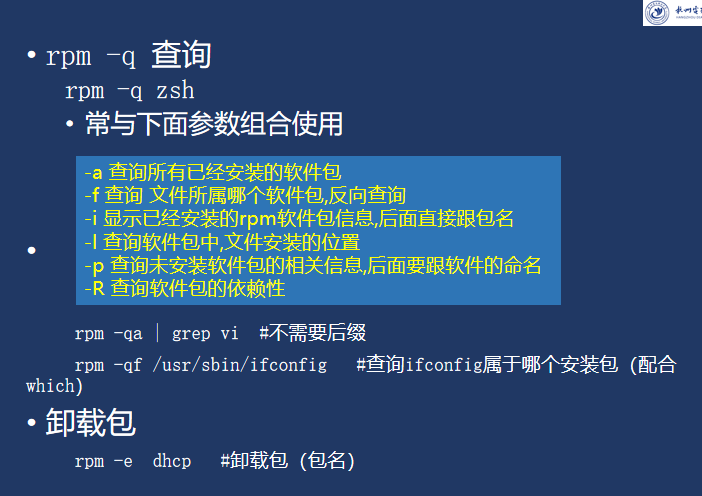 • rpm -q 查询
rpm -q zsh
• 常与下面参数组合使用
-a 查询所有已经安装的软件包
-f 查询 文件所属哪个软件包,反向查询
-i 显示已经安装的rpm软件包信息,后面直接跟包名
-l 查询软件包中,文件安装的位置
-p 查询未安装软件包的相关信息,后面要跟软件的命名
-R 查询软件包的依赖性
•
rpm -qa | grep vi  #不需要后缀
rpm -qf /usr/sbin/ifconfig   #查询ifconfig属于哪个安装包（配合
which）
• 卸载包
rpm -e  dhcp   #卸载包（包名）